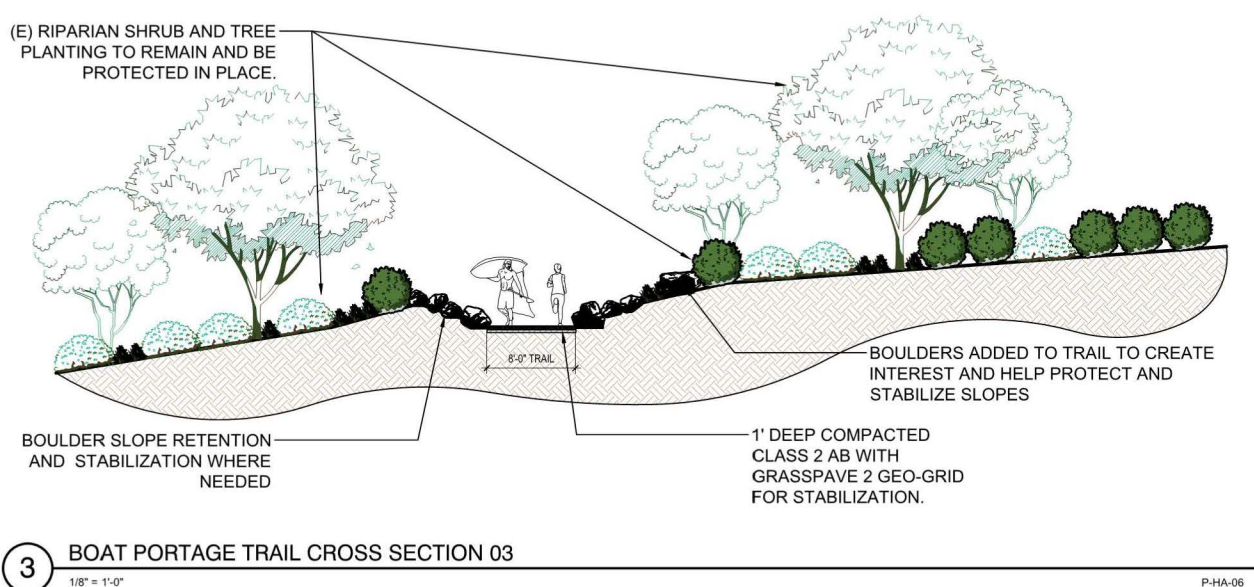 (E) RIPARIAN SHRUB AND TREE
PLANTING TO REMAIN AND BE
PROTECTED IN PLACE.
8'-0" TRAIL
BOULDERS ADDED TO TRAIL TO CREATE
INTEREST AND HELP PROTECT AND
STABILIZE SLOPES
BOULDER SLOPE RETENTION
AND STABILIZATION WHERE
NEEDED
1' DEEP COMPACTED
CLASS 2 AB WITH
GRASSPAVE 2 GEO-GRID
FOR STABILIZATION.
3
BOAT PORTAGE TRAIL CROSS SECTION 03
1/8" = 1'-0"
P-HA-06